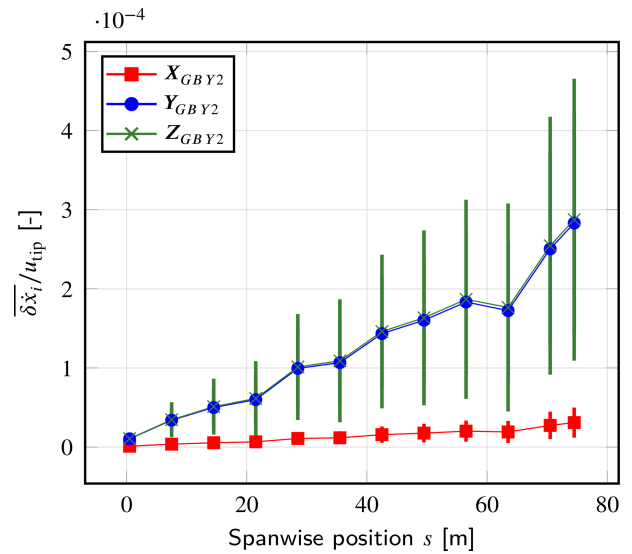 ·10⁻⁴
5
4
3
2
1
0
0 20 40 60 80
X_GBY2
Y_GBY2
Z_GBY2
Spanwise position s [m]
\overline{δẋ_i}/u_tip [-]